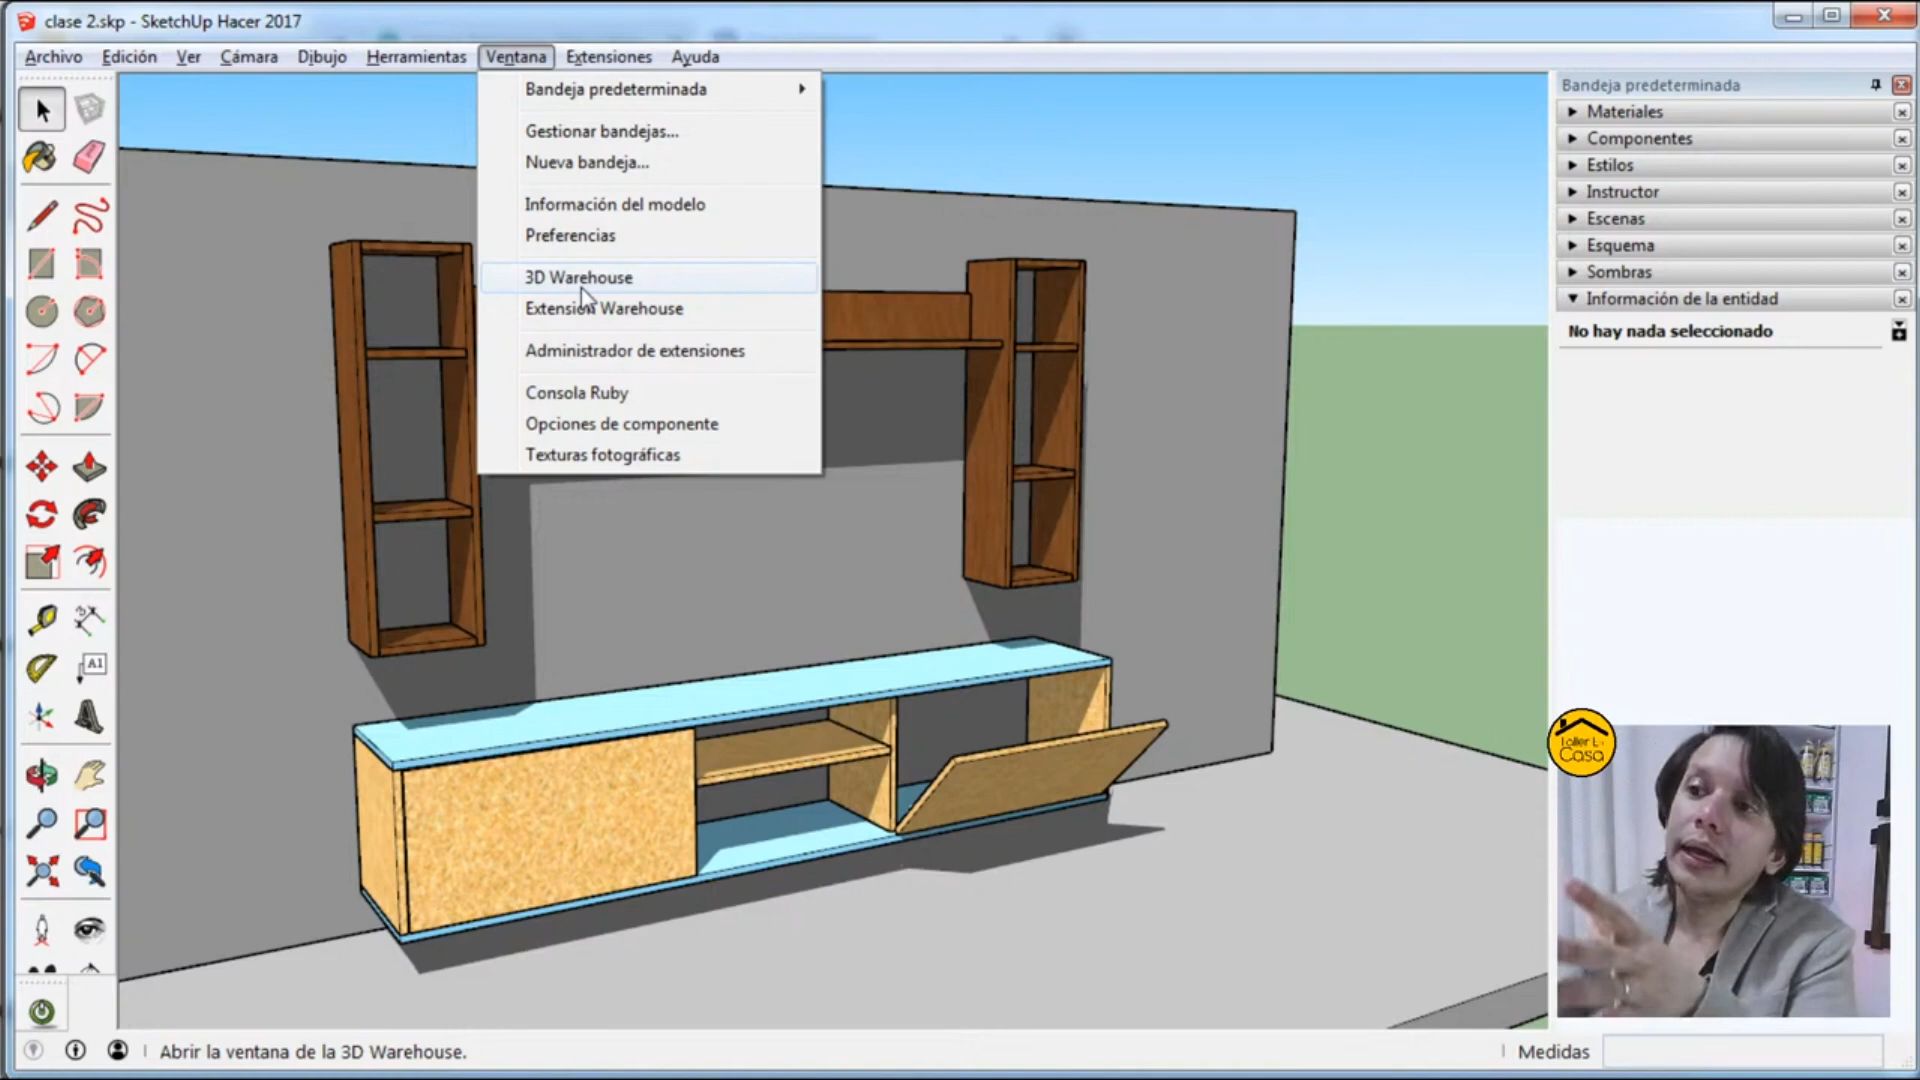 clase 2.skp - SketchUp Hacer 2017
Archivo Edición Ver Cámara Dibujo Herramientas Ventana Extensiones Ayuda
Bandeja predeterminada
Gestionar bandejas...
Nueva bandeja...
Información del modelo
Preferencias
3D Warehouse
Extension Warehouse
Administrador de extensiones
Consola Ruby
Opciones de componente
Texturas fotográficas
Bandeja predeterminada
Materiales
Componentes
Estilos
Instructor
Escenas
Esquema
Sombras
Información de la entidad
No hay nada seleccionado
A1
Taller L
Casa
Abrir la ventana de la 3D Warehouse.
Medidas